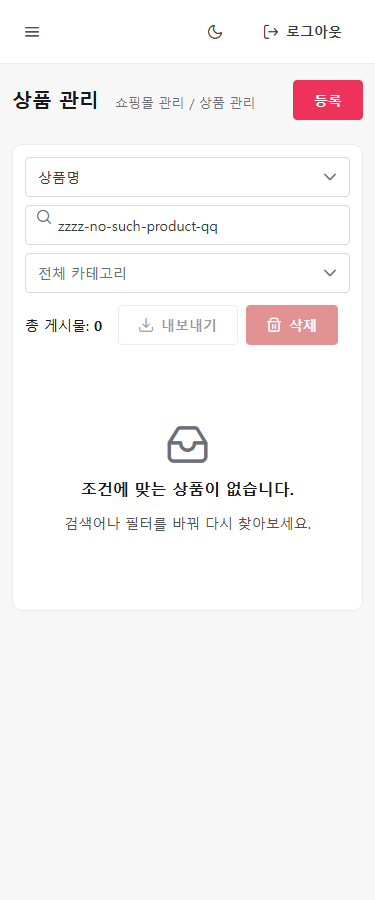 로그아웃
상품 관리 쇼핑몰 관리 / 상품 관리 등록
상품명
zzzz-no-such-product-qq
전체 카테고리
총 게시물: 0 내보내기 삭제
조건에 맞는 상품이 없습니다.
검색어나 필터를 바꿔 다시 찾아보세요.